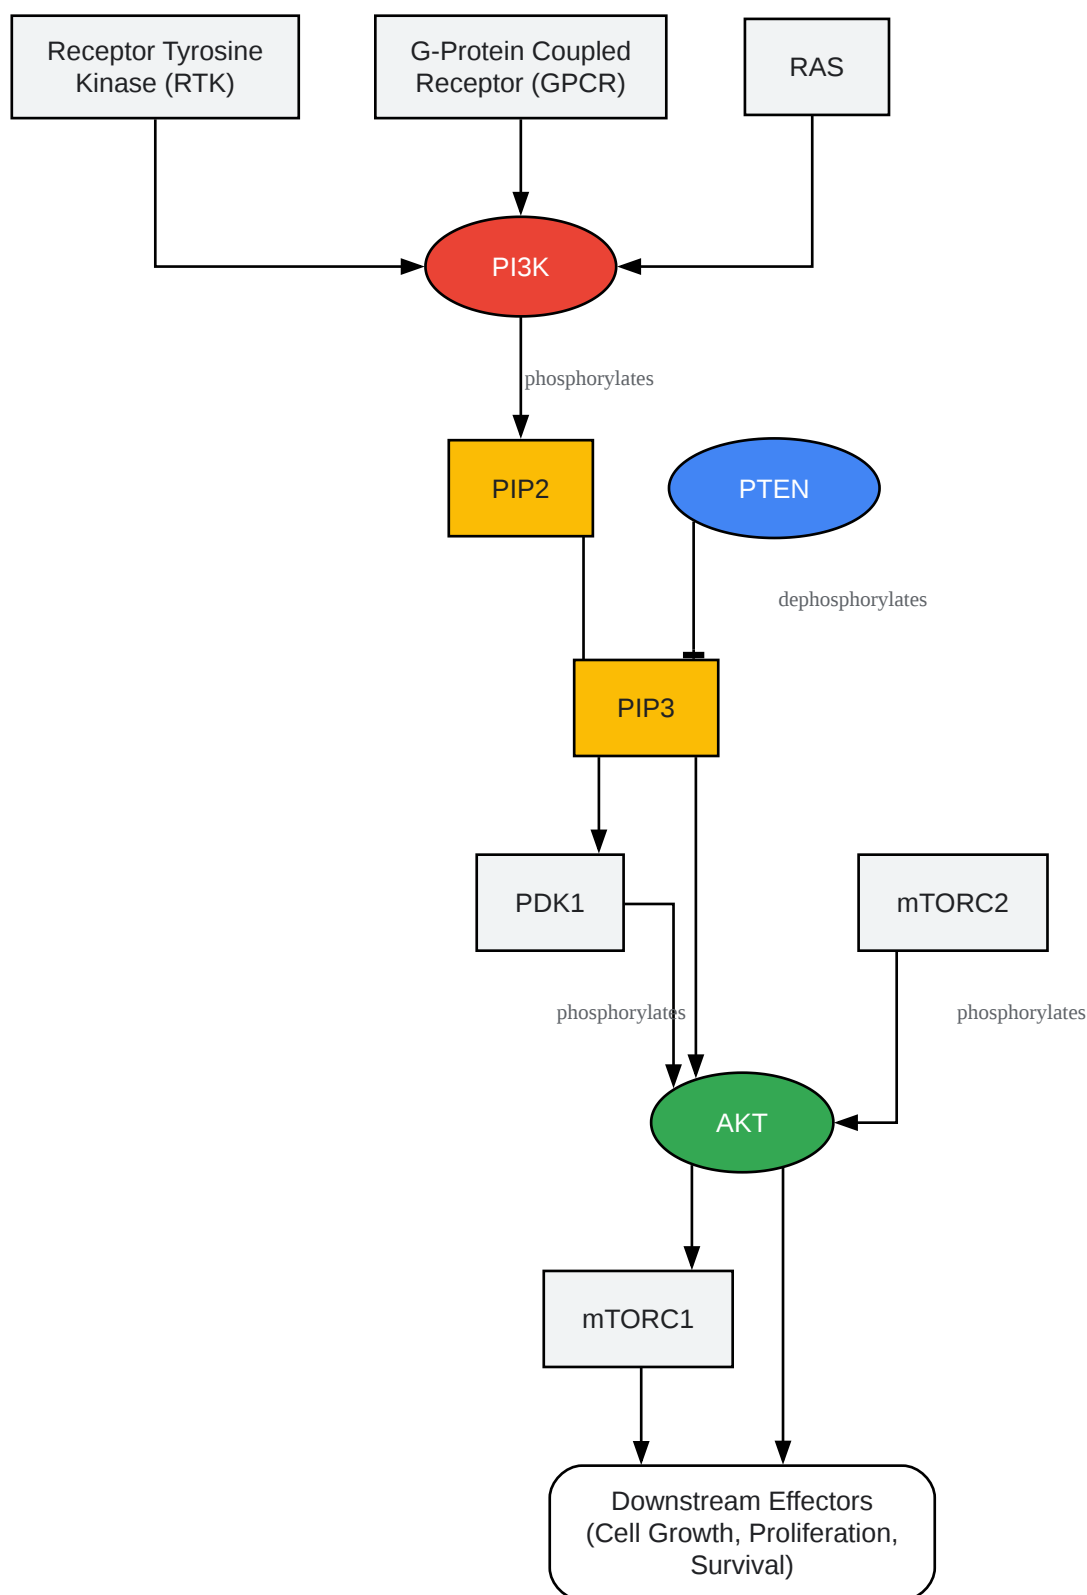 Receptor Tyrosine
Kinase (RTK)
G-Protein Coupled
Receptor (GPCR)
RAS
PI3K
phosphorylates
PIP2
PTEN
dephosphorylates
PIP3
PDK1
mTORC2
phosphorylates
phosphorylates
AKT
mTORC1
Downstream Effectors
(Cell Growth, Proliferation,
Survival)